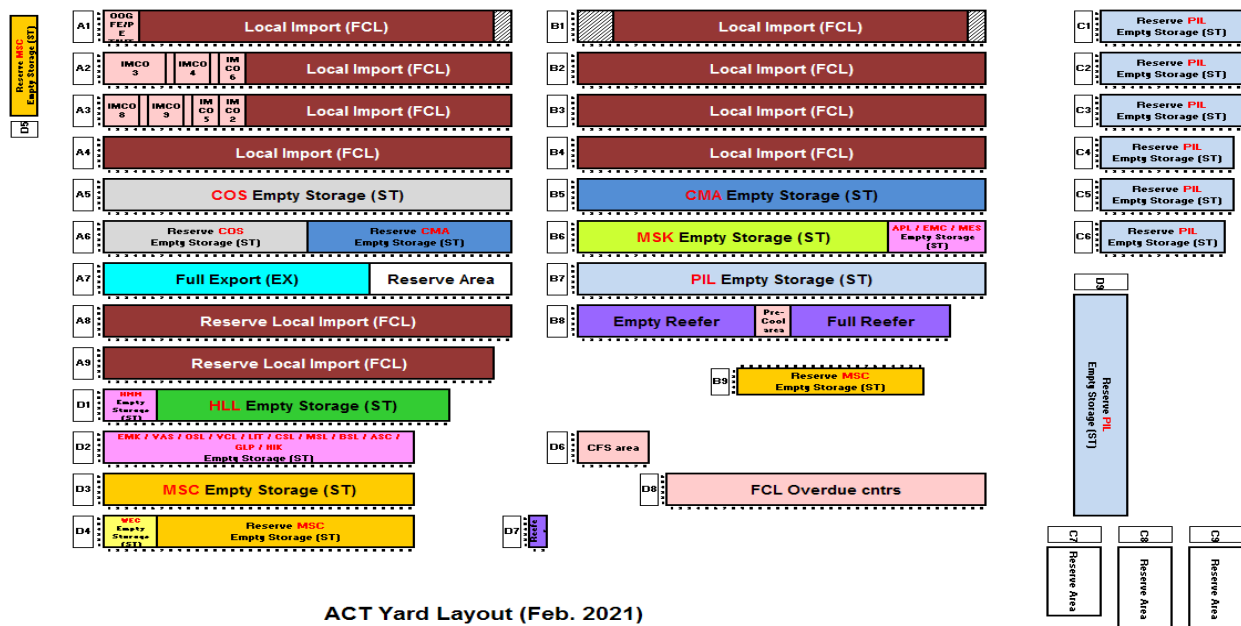 A1
OOG
FE/P
E
Local Import (FCL)
B1
Local Import (FCL)
C1
Reserve PIL
Empty Storage (ST)
Reserve MSC
Empty Storage (ST)
D5
A2
IMCO
3
IMCO
4
IM
CO
6
Local Import (FCL)
B2
Local Import (FCL)
C2
Reserve PIL
Empty Storage (ST)
A3
IMCO
8
IMCO
9
IM
CO
5
IM
CO
2
Local Import (FCL)
B3
Local Import (FCL)
C3
Reserve PIL
Empty Storage (ST)
A4
Local Import (FCL)
B4
Local Import (FCL)
C4
Reserve PIL
Empty Storage (ST)
A5
COS Empty Storage (ST)
B5
CMA Empty Storage (ST)
C5
Reserve PIL
Empty Storage (ST)
A6
Reserve COS
Empty Storage (ST)
Reserve CMA
Empty Storage (ST)
B6
MSK Empty Storage (ST)
APL / EMC / MES
Empty Storage
(ST)
C6
Reserve PIL
Empty Storage (ST)
A7
Full Export (EX)
Reserve Area
B7
PIL Empty Storage (ST)
D9
Reserve PIL
Empty Storage (ST)
A8
Reserve Local Import (FCL)
B8
Empty Reefer
Pre-
Cool
area
Full Reefer
A9
Reserve Local Import (FCL)
B9
Reserve MSC
Empty Storage (ST)
D1
HMM
Empty
Storage
(ST)
HLL Empty Storage (ST)
D2
EMK / VAS / OSL / VCL / LIT / CSL / MSL / BSL / ASC /
GLP / HIK
Empty Storage (ST)
D6
CFS area
D3
MSC Empty Storage (ST)
D8
FCL Overdue cntrs
D4
WEC
Empty
Storage
(ST)
Reserve MSC
Empty Storage (ST)
D7
C7
Reserve Area
C8
Reserve Area
C9
Reserve Area
ACT Yard Layout (Feb. 2021)